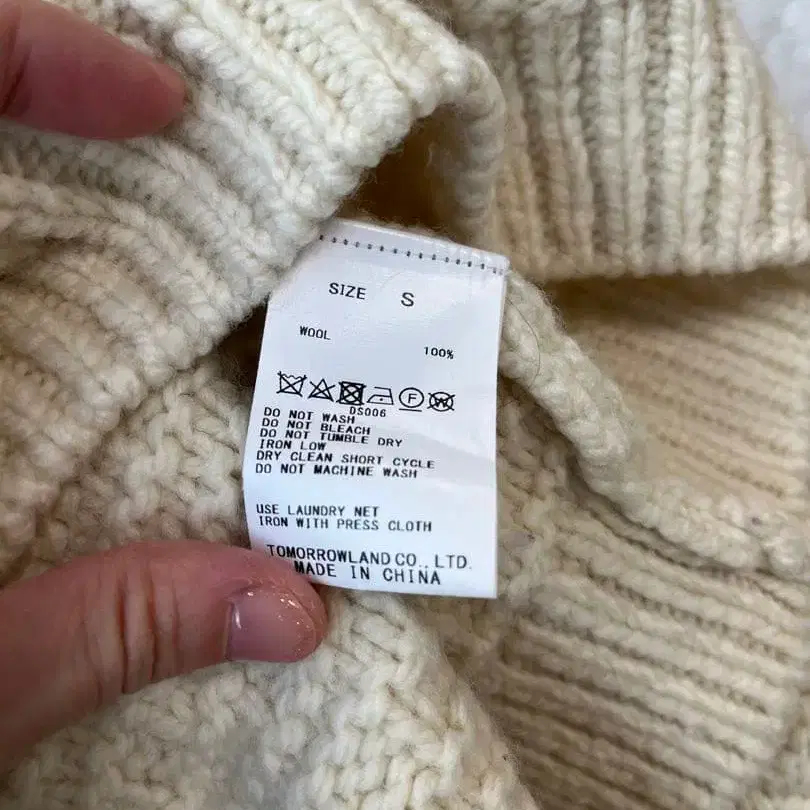 SIZE S
WOOL
100%
F W
DS006
DO NOT WASH
DO NOT BLEACH
DO NOT TUMBLE DRY
IRON LOW
DRY CLEAN SHORT CYCLE
DO NOT MACHINE WASH
USE LAUNDRY NET
IRON WITH PRESS CLOTH
TOMORROWLAND CO., LTD.
MADE IN CHINA